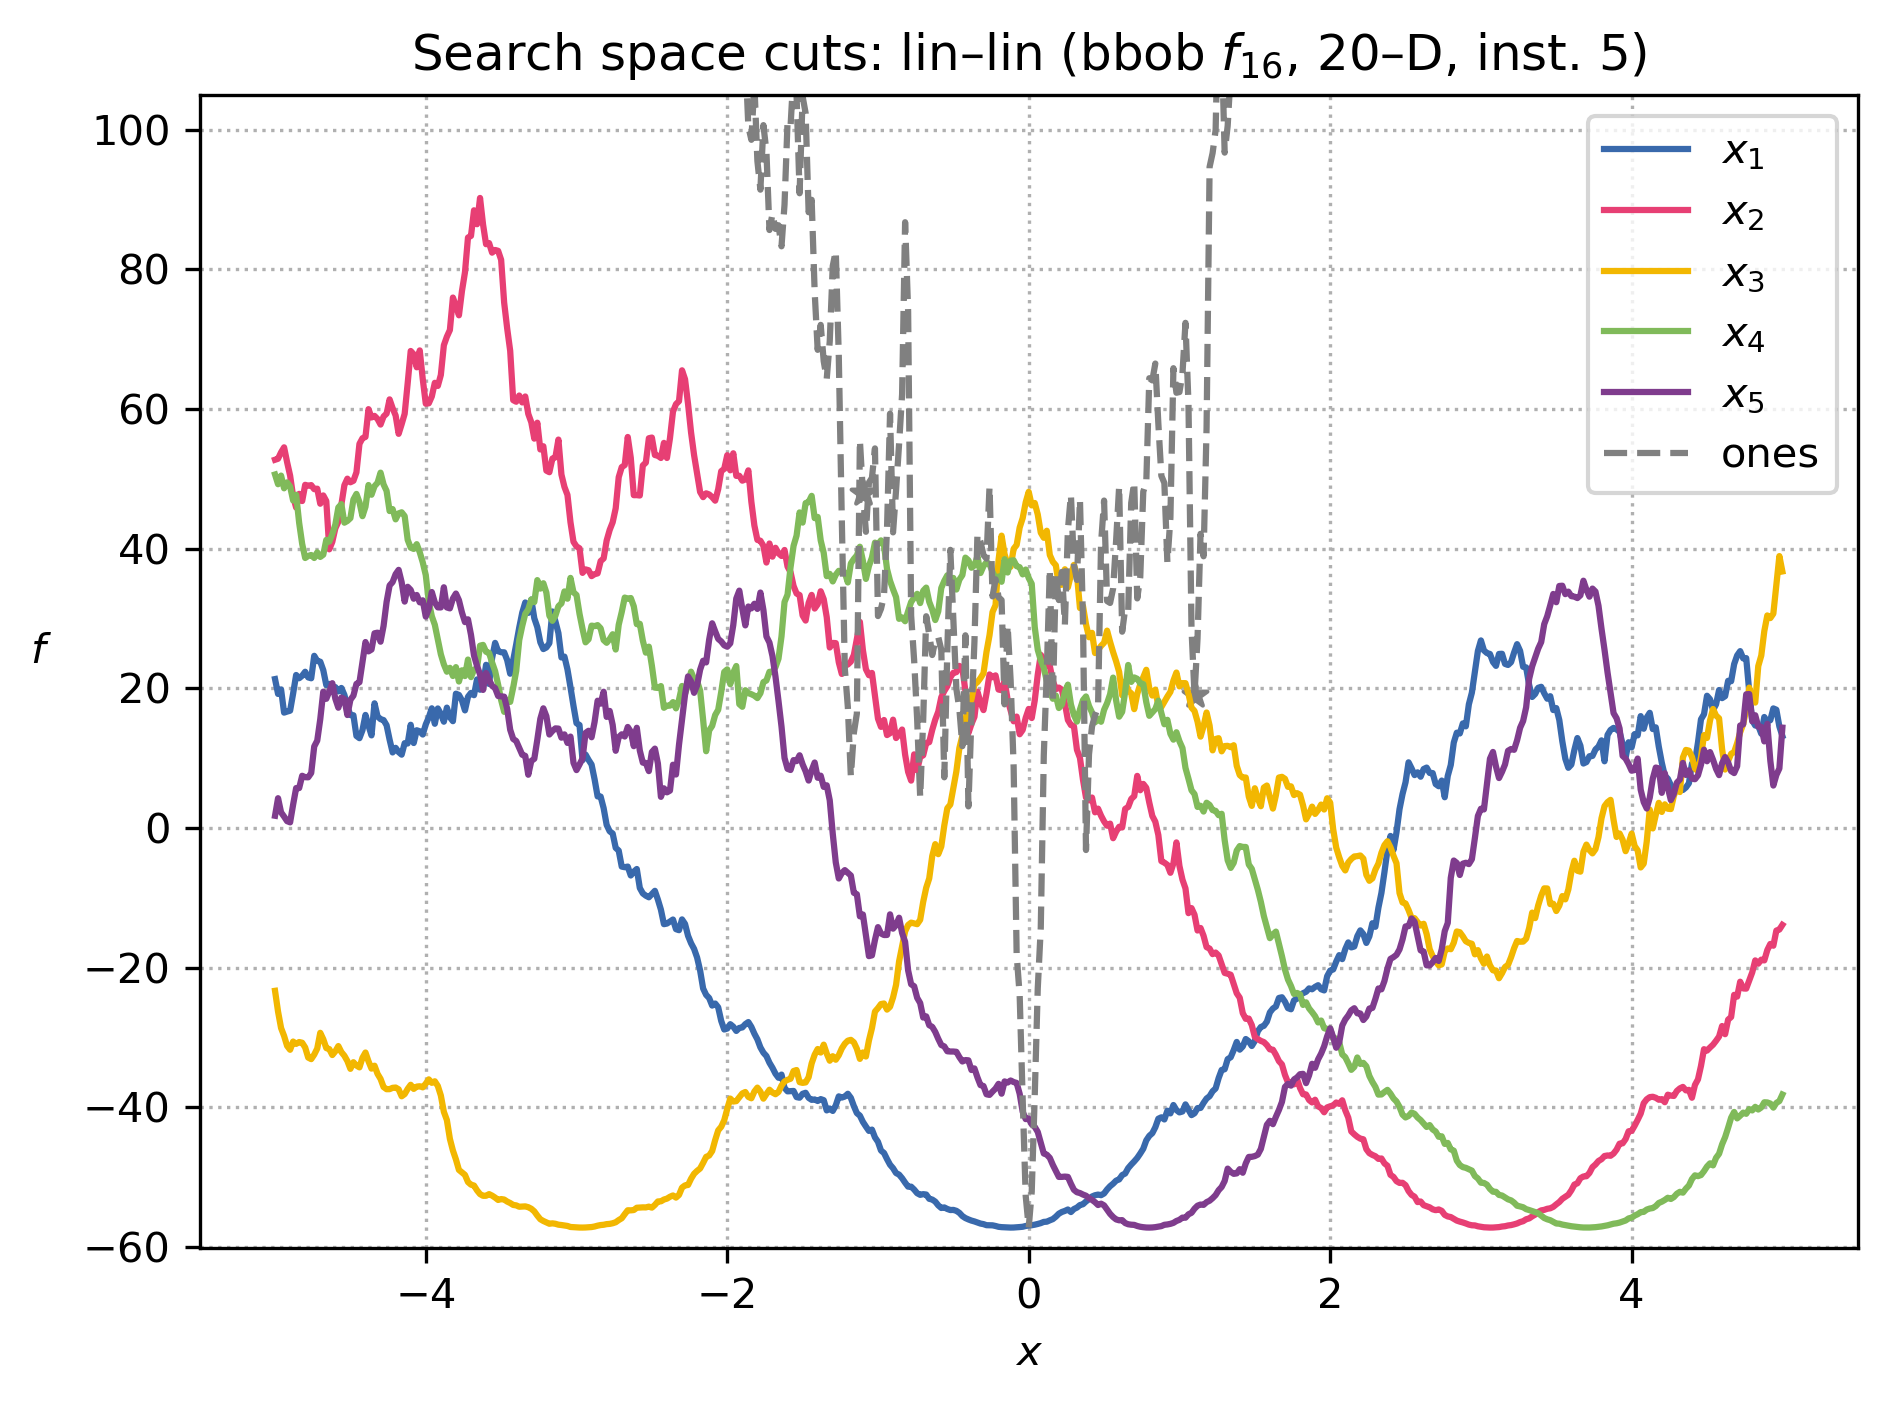 Search space cuts: lin–lin (bbob f₁₆, 20–D, inst. 5)
100
80
60
40
20
0
−20
−40
−60
f
−4
−2
0
2
4
x
x₁
x₂
x₃
x₄
x₅
ones